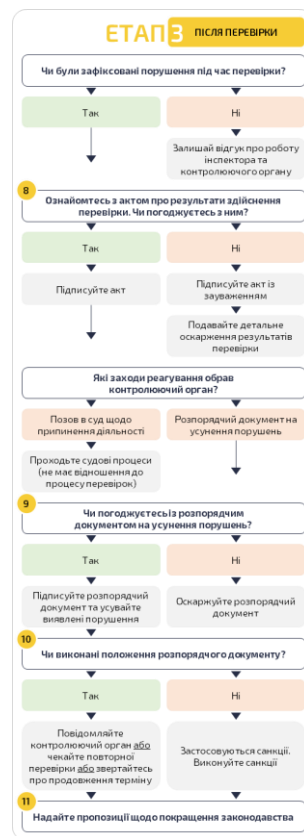 ЕТАП 3 ПІСЛЯ ПЕРЕВІРКИ
Чи були зафіксовані порушення під час перевірки?
Так
Ні
Залишай відгук про роботу
інспектора та
контролюючого органу
8
Ознайомтесь з актом про результати здійснення
перевірки. Чи погоджуєтесь з ним?
Так
Ні
Підписуйте акт
Підписуйте акт із
зауваженням
Подавайте детальне
оскарження результатів
перевірки
Які заходи реагування обрав
контролюючий орган?
Позов в суд щодо
припинення діяльності
Розпорядчий документ на
усунення порушень
Проходьте судові процеси
(не має відношення до
процесу перевірок)
9
Чи погоджуєтесь із розпорядчим
документом на усунення порушень?
Так
Ні
Підписуйте розпорядчий
документ та усувайте
виявлені порушення
Оскаржуйте розпорядчий
документ
10
Чи виконані положення розпорядчого документу?
Так
Ні
Повідомляйте
контролюючий орган або
чекайте повторної
перевірки або звертайтесь
про продовження терміну
Застосовуються санкції.
Виконуйте санкції
11
Надайте пропозиції щодо покращення законодавства